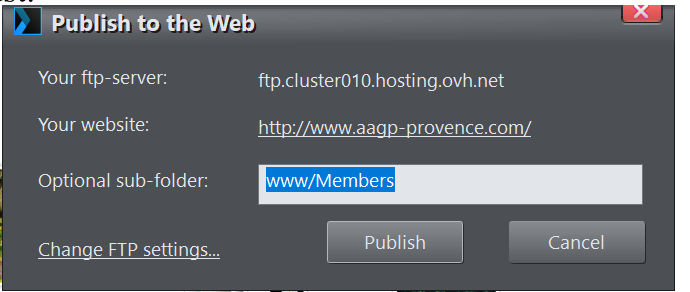 Publish to the Web
Your ftp-server: ftp.cluster010.hosting.ovh.net
Your website: http://www.aagp-provence.com/
Optional sub-folder: www/Members
Change FTP settings... Publish Cancel